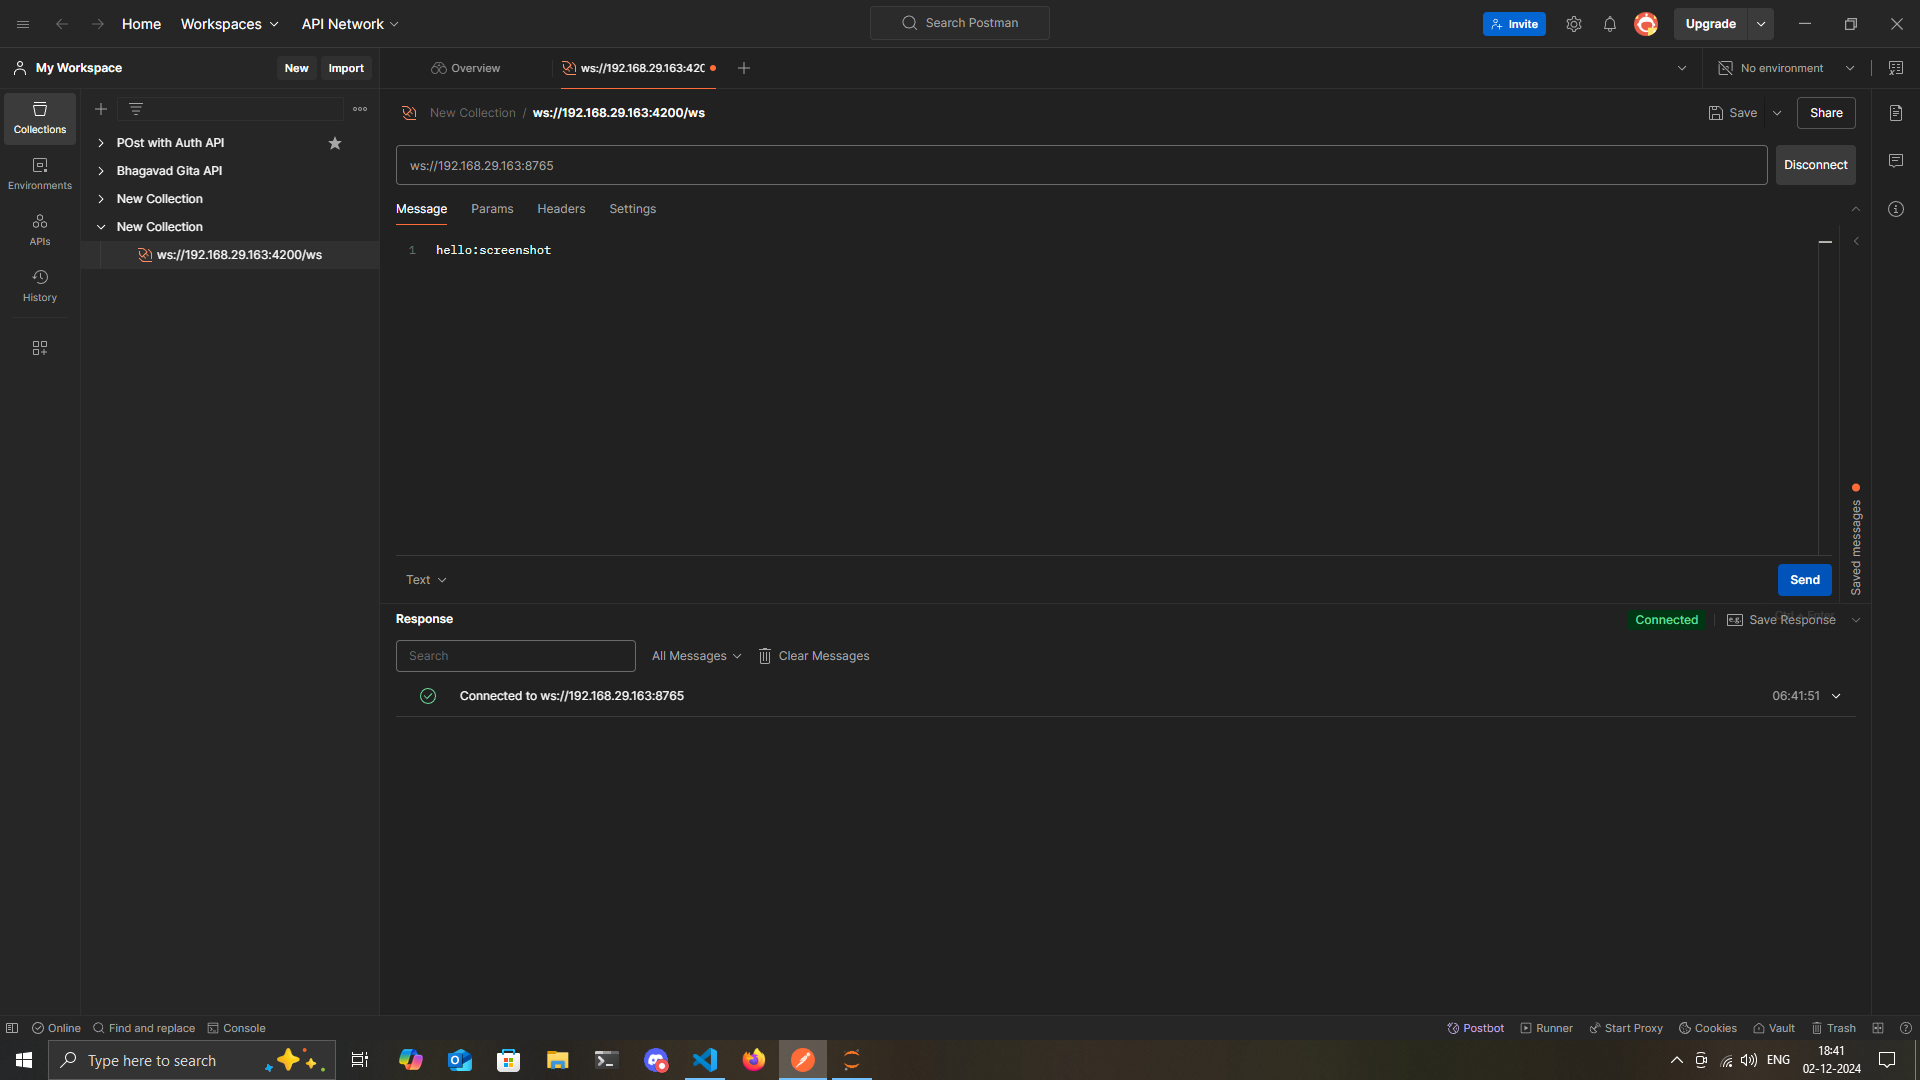 Home Workspaces API Network Search Postman Invite Upgrade
My Workspace New Import Overview ws://192.168.29.163:420 No environment
New Collection / ws://192.168.29.163:4200/ws Save Share
Collections
Environments
APIs
History
POst with Auth API
Bhagavad Gita API
New Collection
New Collection
ws://192.168.29.163:4200/ws
ws://192.168.29.163:8765 Disconnect
Message Params Headers Settings
1 hello:screenshot
Saved messages
Text Send
Ctrl + Enter
Response Connected Save Response
Search All Messages Clear Messages
Connected to ws://192.168.29.163:8765 06:41:51
Online Find and replace Console Postbot Runner Start Proxy Cookies Vault Trash
Type here to search ENG 18:41
02-12-2024